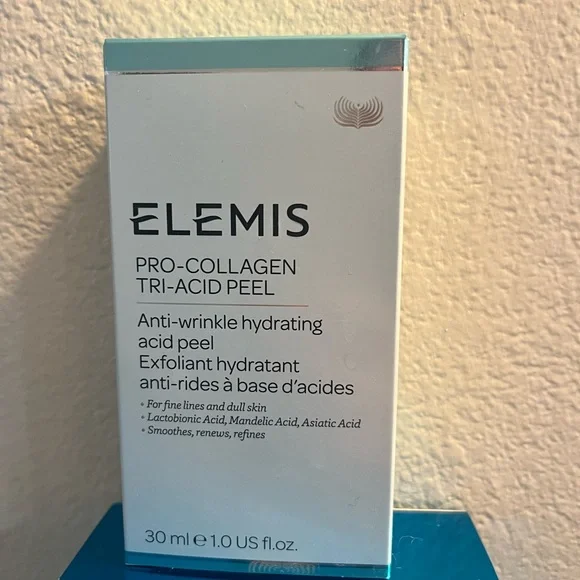 ELEMIS
PRO-COLLAGEN
TRI-ACID PEEL
Anti-wrinkle hydrating
acid peel
Exfoliant hydratant
anti-rides à base d'acides
• For fine lines and dull skin
• Lactobionic Acid, Mandelic Acid, Asiatic Acid
• Smoothes, renews, refines
30 ml ℮ 1.0 US fl.oz.